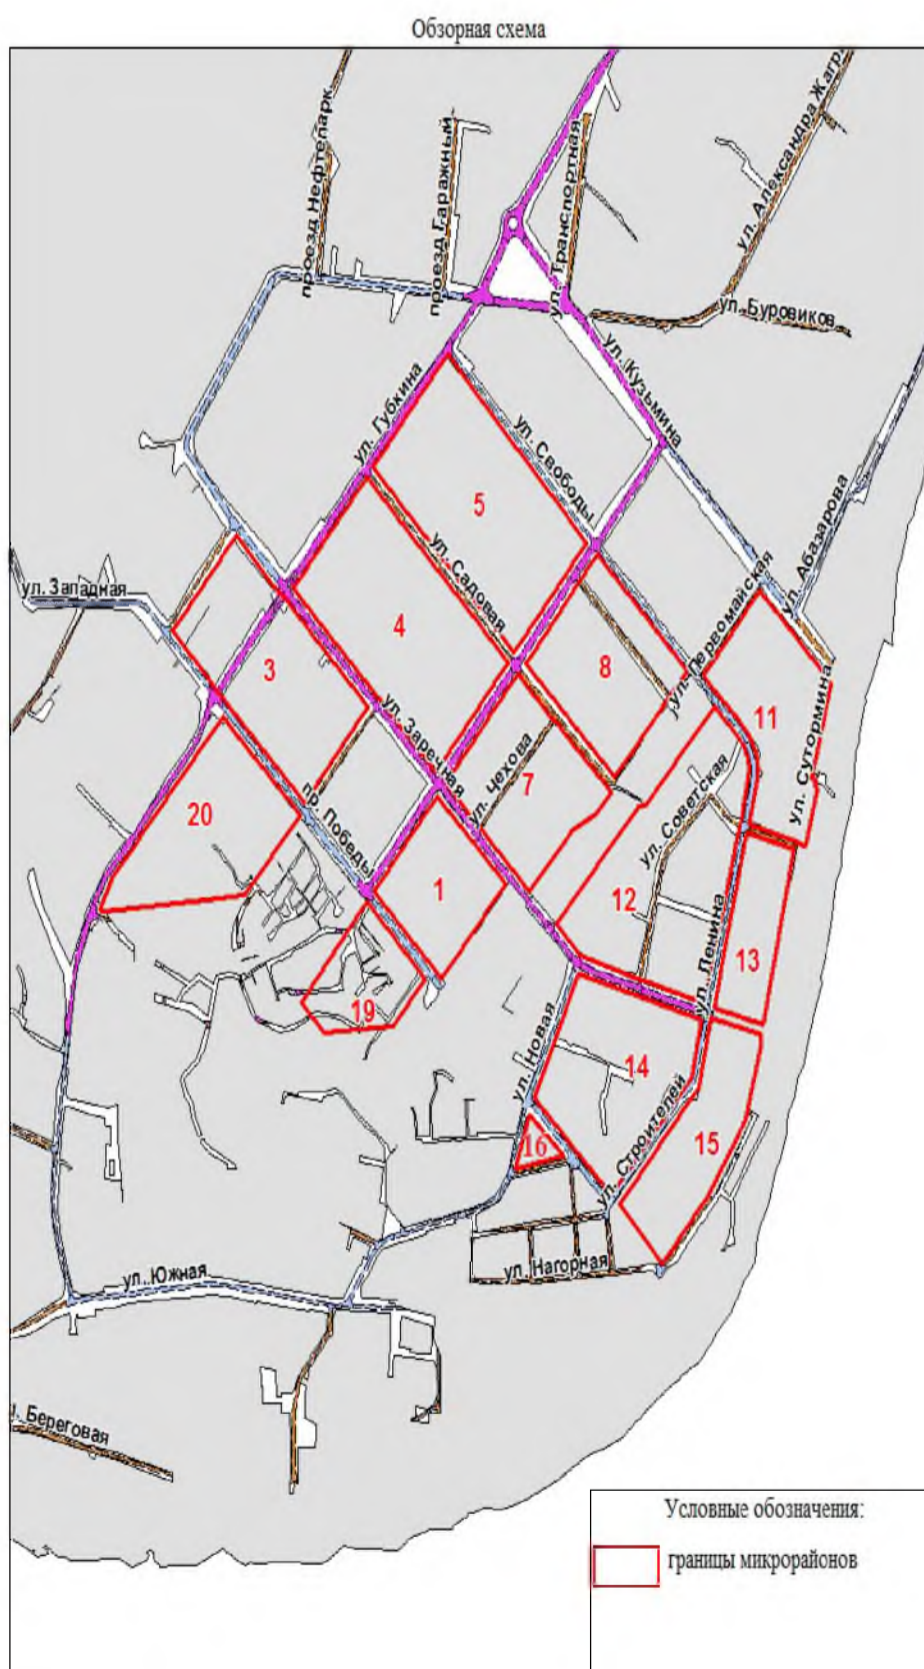 Обзорная схема
проезд Нефтепарк
проезд Гаражный
ул. Транспортная
ул. Александра Жагр
ул. Буровиков
ул. Кузьмина
ул. Губкина
ул. Свободы
ул. Абазарова
5
ул. Садовая
ул. Западная
ул. Первомайская
4
8
3
ул. Заречная
11
ул. Сутормина
ул. Чехова
7
ул. Советская
20
пр. Победы
1
12
ул. Ленина
13
19
ул. Новая
14
ул. Строителей
15
16
ул. Нагорная
ул. Южная
Береговая
Условные обозначения:
границы микрорайонов